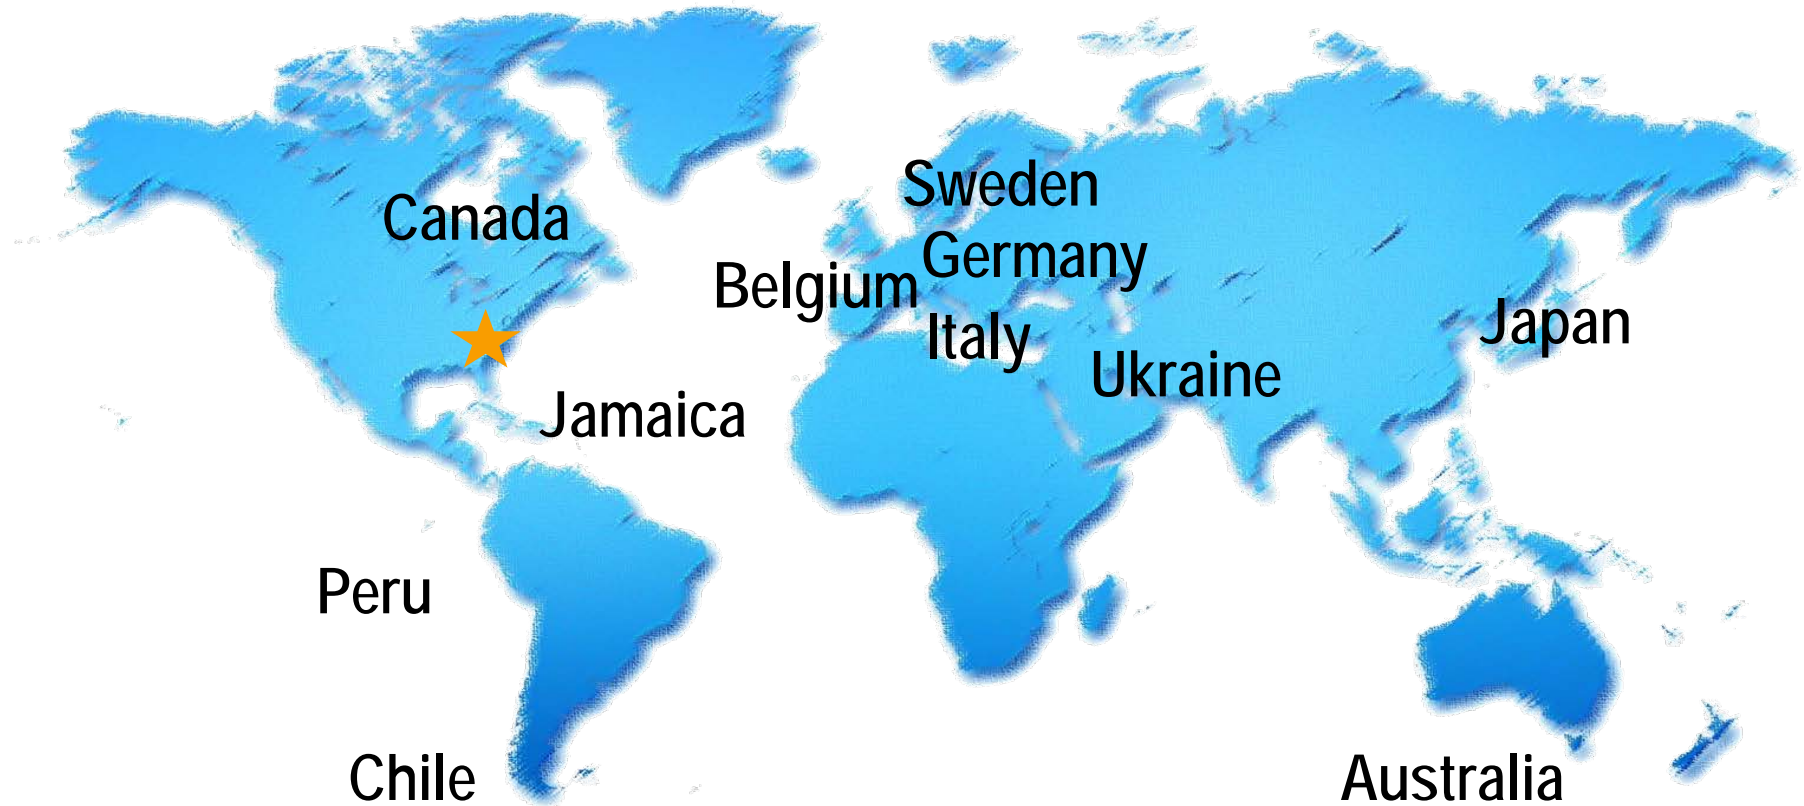 Sweden
Canada
Germany
Belgium
Japan
Italy
Ukraine
Jamaica
Peru
Chile
Australia